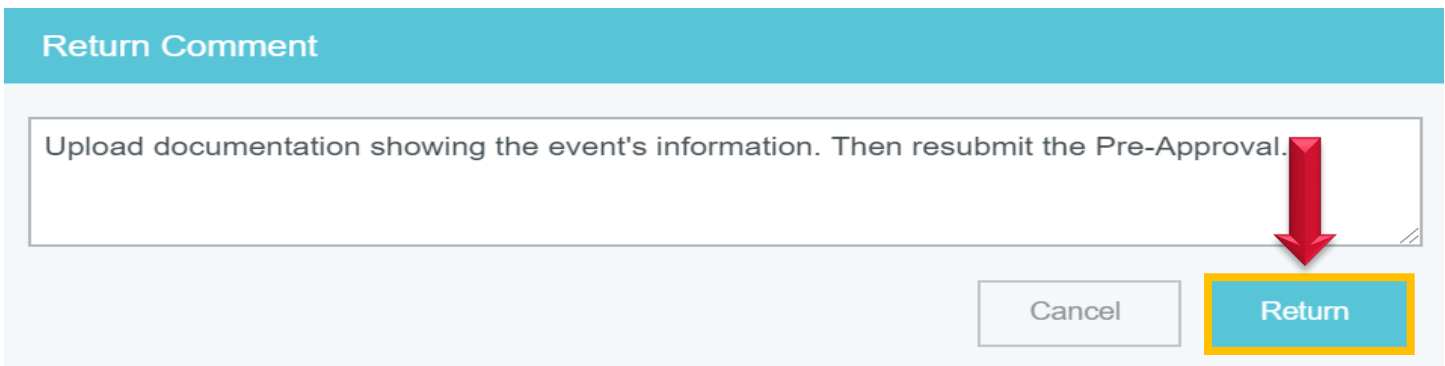 Return Comment
Upload documentation showing the event's information. Then resubmit the Pre-Approval.
Cancel
Return